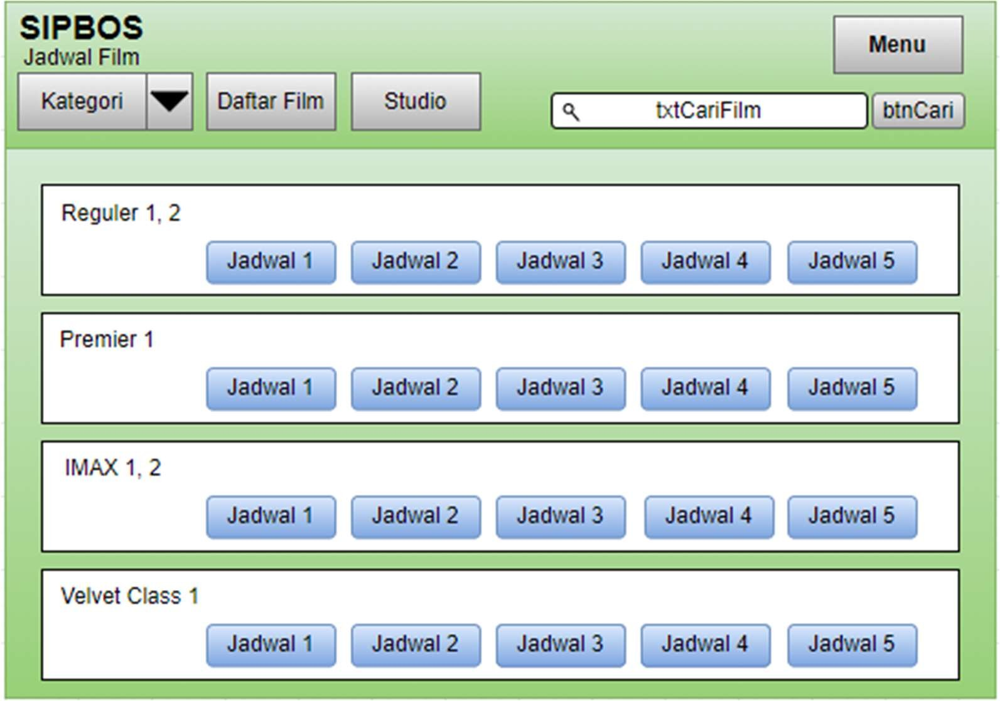 SIPBOS
Jadwal Film
Menu
Kategori
Daftar Film
Studio
txtCariFilm
btnCari
Reguler 1, 2
Jadwal 1
Jadwal 2
Jadwal 3
Jadwal 4
Jadwal 5
Premier 1
Jadwal 1
Jadwal 2
Jadwal 3
Jadwal 4
Jadwal 5
IMAX 1, 2
Jadwal 1
Jadwal 2
Jadwal 3
Jadwal 4
Jadwal 5
Velvet Class 1
Jadwal 1
Jadwal 2
Jadwal 3
Jadwal 4
Jadwal 5